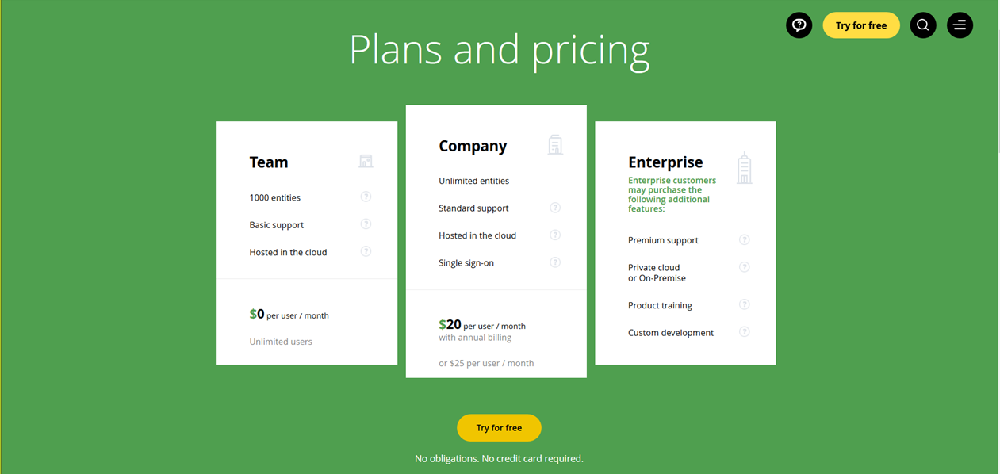 Try for free
Plans and pricing
Team
1000 entities
Basic support
Hosted in the cloud
$0 per user / month
Unlimited users
Company
Unlimited entities
Standard support
Hosted in the cloud
Single sign-on
$20 per user / month
with annual billing
or $25 per user / month
Enterprise
Enterprise customers
may purchase the
following additional
features:
Premium support
Private cloud
or On-Premise
Product training
Custom development
Try for free
No obligations. No credit card required.